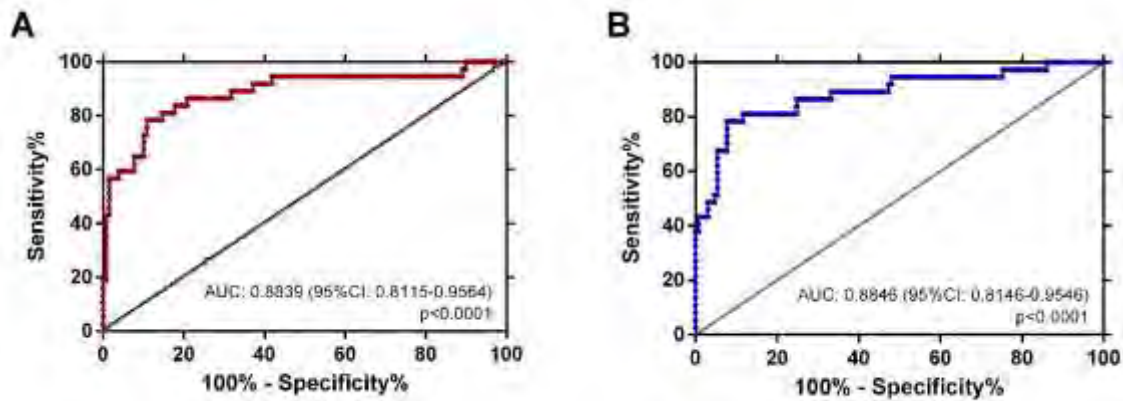 A
Sensitivity%
100
80
60
40
20
0
AUC: 0.8839 (95%CI: 0.8115-0.9564)
p<0.0001
0 20 40 60 80 100
100% - Specificity%
B
Sensitivity%
100
80
60
40
20
0
AUC: 0.8846 (95%CI: 0.8146-0.9546)
p<0.0001
0 20 40 60 80 100
100% - Specificity%